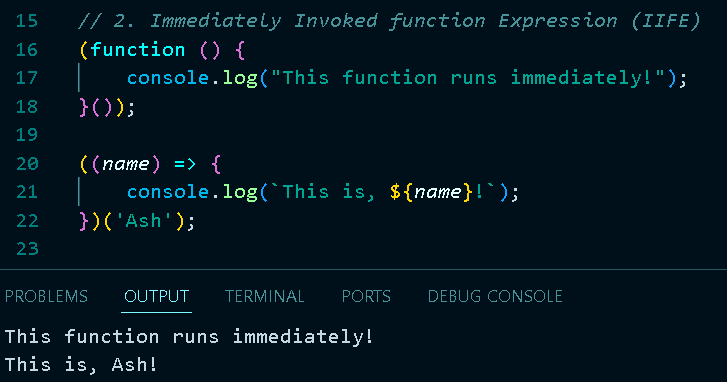 15 // 2. Immediately Invoked function Expression (IIFE)
16 (function () {
17 console.log("This function runs immediately!");
18 }());
19
20 ((name) => {
21 console.log(`This is, ${name}!`);
22 })('Ash');
23
PROBLEMS OUTPUT TERMINAL PORTS DEBUG CONSOLE
This function runs immediately!
This is, Ash!